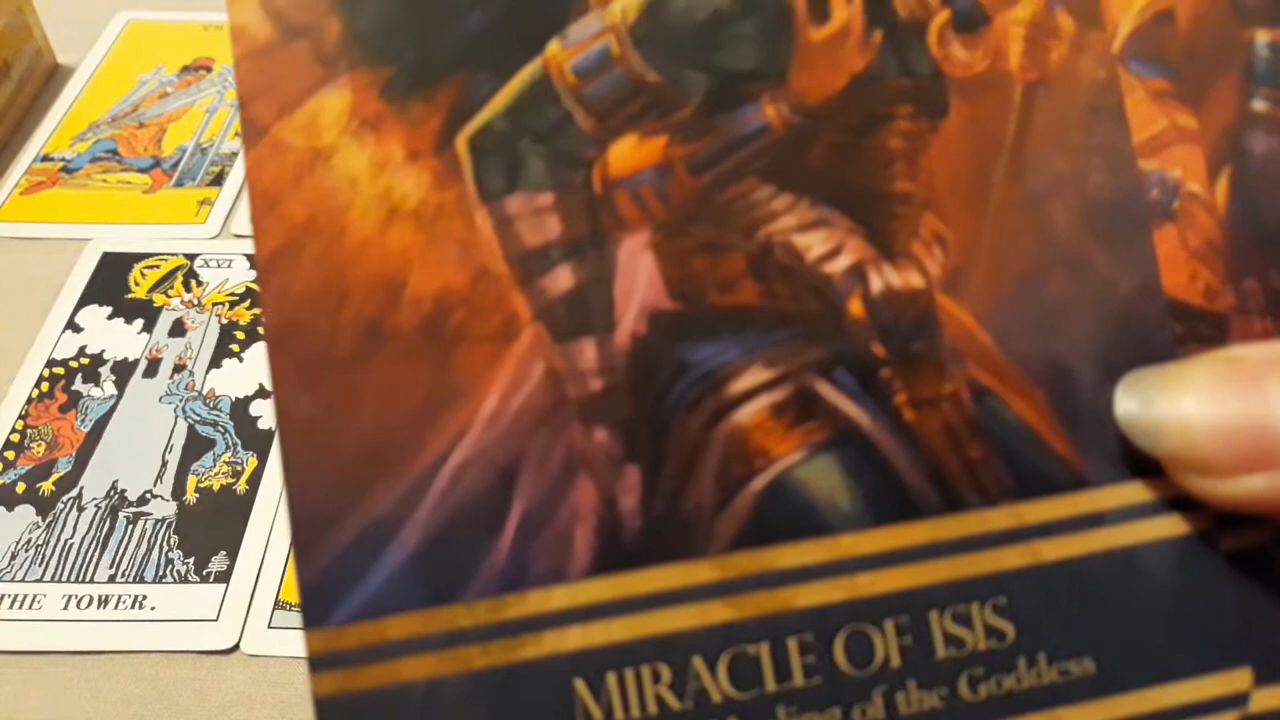 XVI
THE TOWER.
MIRACLE OF ISIS
of the Goddess